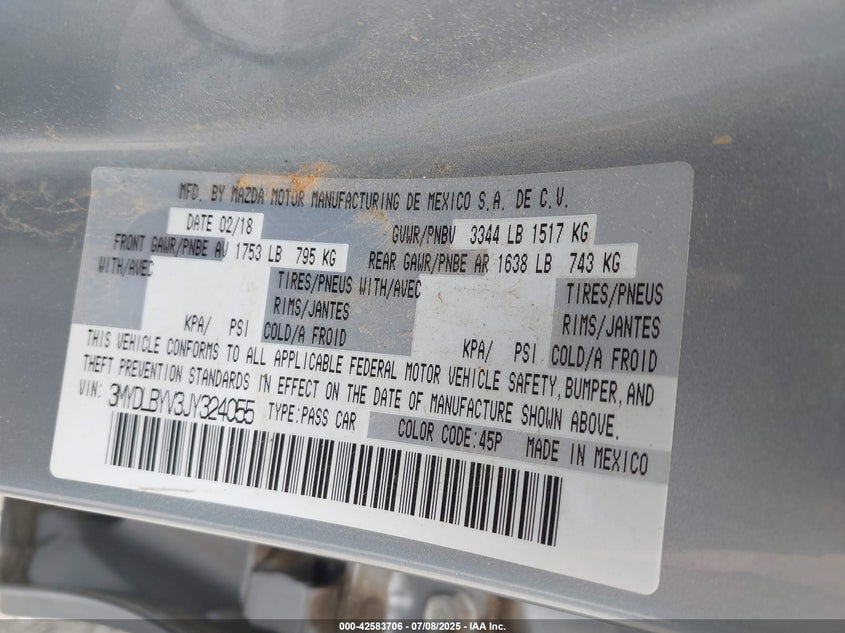 MFD. BY MAZDA MOTOR MANUFACTURING DE MEXICO S.A. DE C.V.
DATE 02/18 GVWR/PNBV 3344 LB 1517 KG
FRONT GAWR/PNBE AV 1753 LB 795 KG REAR GAWR/PNBE AR 1638 LB 743 KG
WITH/AVEC TIRES/PNEUS WITH/AVEC TIRES/PNEUS
RIMS/JANTES RIMS/JANTES
KPA/ PSI COLD/A FROID KPA/ PSI COLD/A FROID
THIS VEHICLE CONFORMS TO ALL APPLICABLE FEDERAL MOTOR VEHICLE SAFETY, BUMPER, AND
THEFT PREVENTION STANDARDS IN EFFECT ON THE DATE OF MANUFACTURE SHOWN ABOVE.
VIN: 3MYDLBYV3JY324055 TYPE:PASS CAR COLOR CODE:45P MADE IN MEXICO
000-42583706 - 07/08/2025 - IAA Inc.